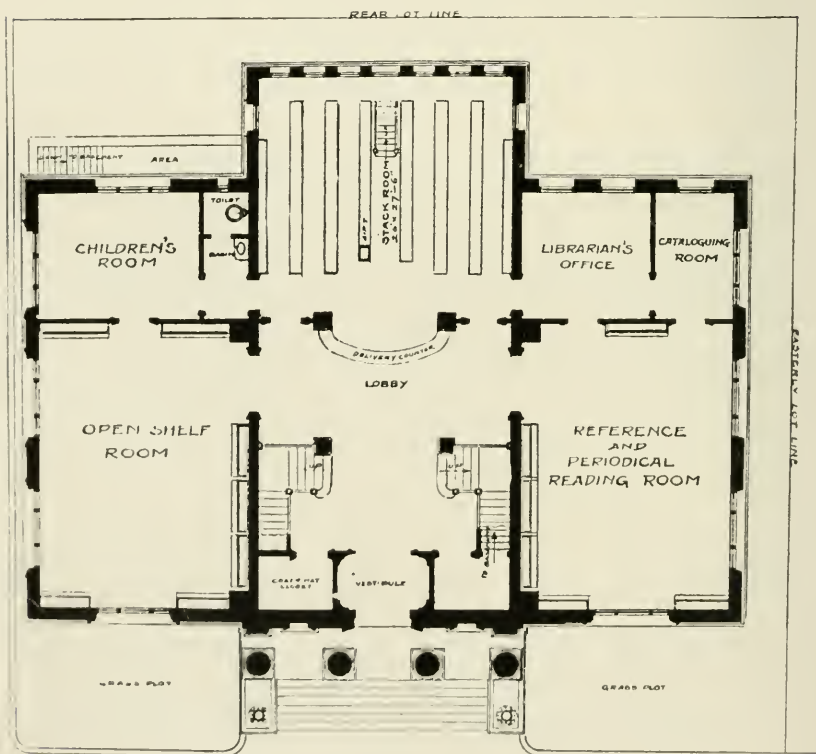 REAR LOT LINE
AREA
TOILET
CHILDREN'S
ROOM
STACK ROOM
LIFT
LIBRARIAN'S
OFFICE
CATALOGUING
ROOM
DELIVERY COUNTER
LOBBY
EASTERLY LOT LINE
OPEN SHELF
ROOM
REFERENCE
AND
PERIODICAL
READING ROOM
UP
UP
COAT & HAT
CLOSET
VESTIBULE
GRASS PLOT
GRASS PLOT